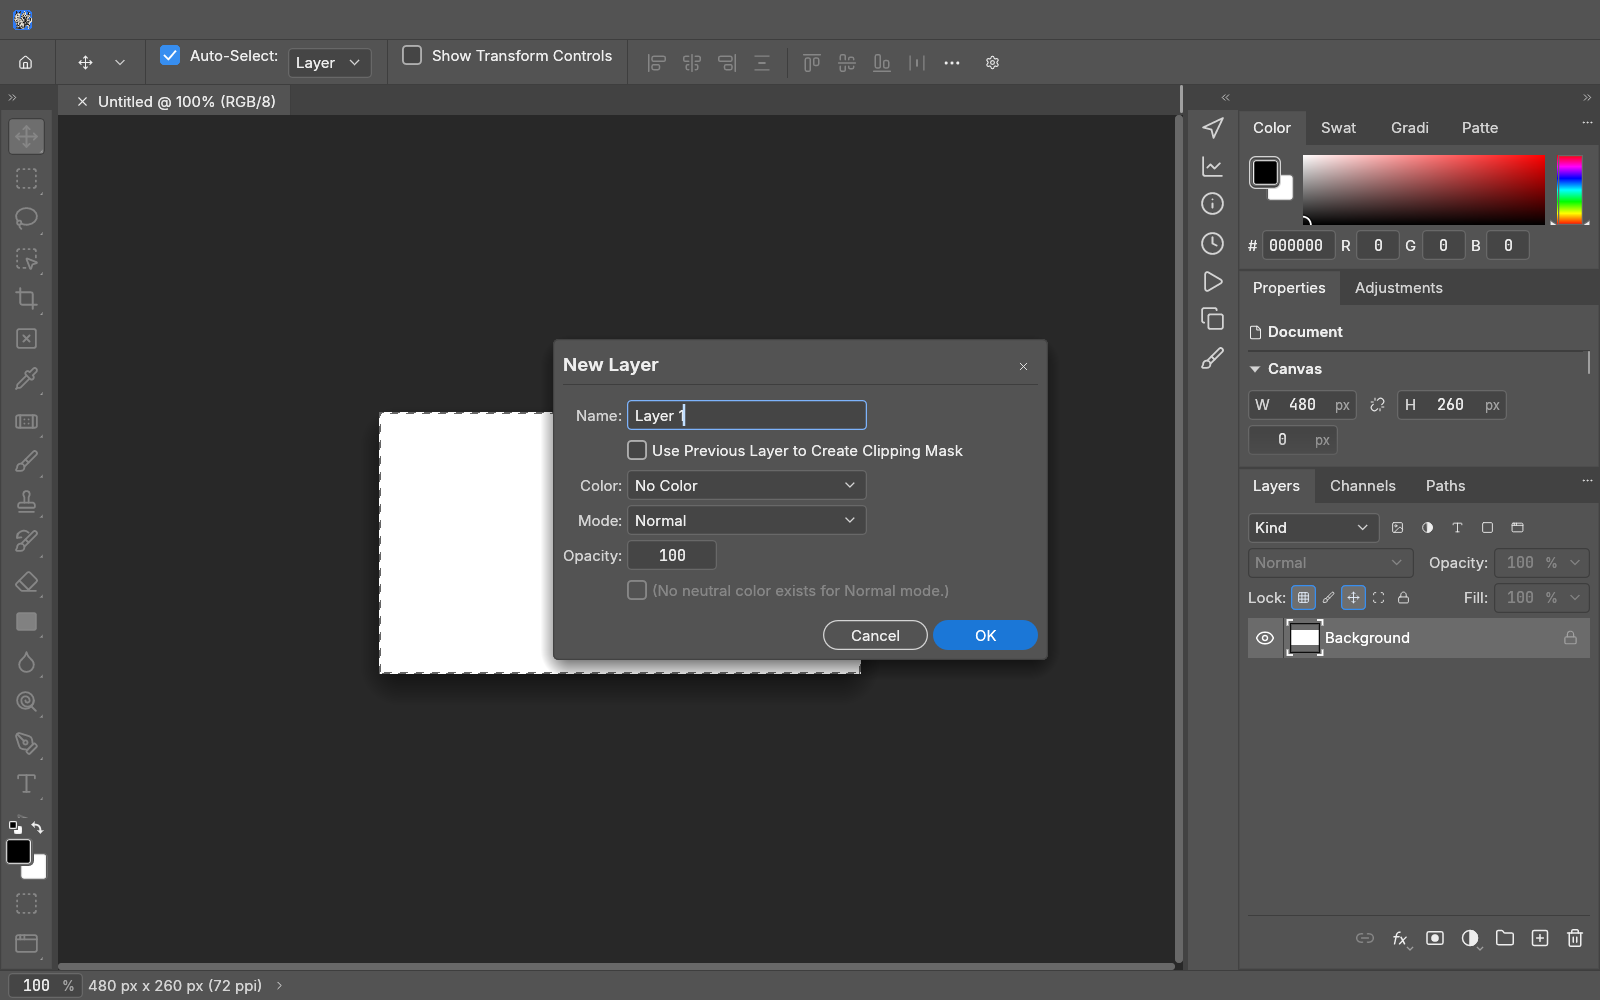 Auto-Select:
Layer
Show Transform Controls
Untitled @ 100% (RGB/8)
Color
Swat
Gradi
Patte
# 000000 R 0 G 0 B 0
Properties
Adjustments
Document
Canvas
W 480 px
H 260 px
0 px
New Layer
Name: Layer 1
Use Previous Layer to Create Clipping Mask
Color: No Color
Mode: Normal
Opacity: 100
(No neutral color exists for Normal mode.)
Cancel
OK
Layers
Channels
Paths
Kind
Normal
Opacity: 100 %
Lock:
Fill: 100 %
Background
100 %
480 px x 260 px (72 ppi)